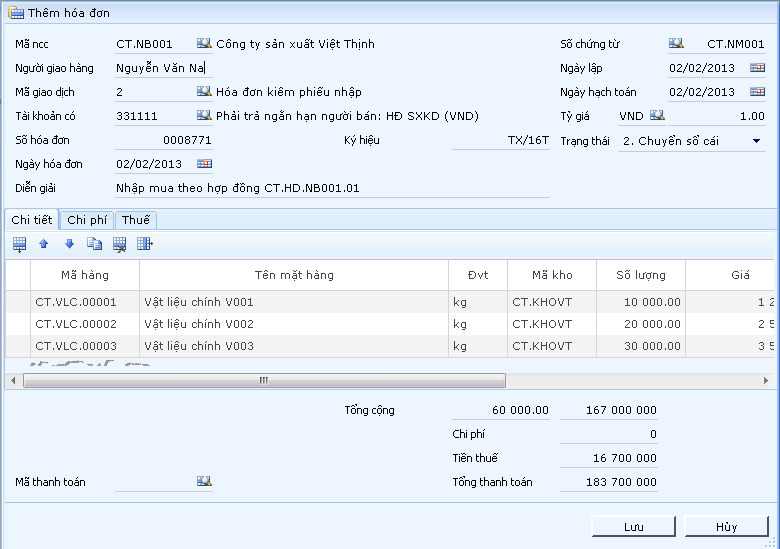 Thêm hóa đơn
Mã ncc CT.NB001 Công ty sản xuất Việt Thịnh Số chứng từ CT.NM001
Người giao hàng Nguyễn Văn Na Ngày lập 02/02/2013
Mã giao dịch 2 Hóa đơn kiêm phiếu nhập Ngày hạch toán 02/02/2013
Tài khoản có 331111 Phải trả ngắn hạn người bán: HĐ SXKD (VND) Tỷ giá VND 1.00
Số hóa đơn 0008771 Ký hiệu TX/16T Trạng thái 2. Chuyển sổ cái
Ngày hóa đơn 02/02/2013
Diễn giải Nhập mua theo hợp đồng CT.HD.NB001.01
Chi tiết Chi phí Thuế
Mã hàng Tên mặt hàng Đvt Mã kho Số lượng Giá
CT.VLC.00001 Vật liệu chính V001 kg CT.KHOVT 10 000.00 1 2
CT.VLC.00002 Vật liệu chính V002 kg CT.KHOVT 20 000.00 2 5
CT.VLC.00003 Vật liệu chính V003 kg CT.KHOVT 30 000.00 3 5
Tổng cộng 60 000.00 167 000 000
Chi phí 0
Tiền thuế 16 700 000
Mã thanh toán Tổng thanh toán 183 700 000
Lưu Hủy